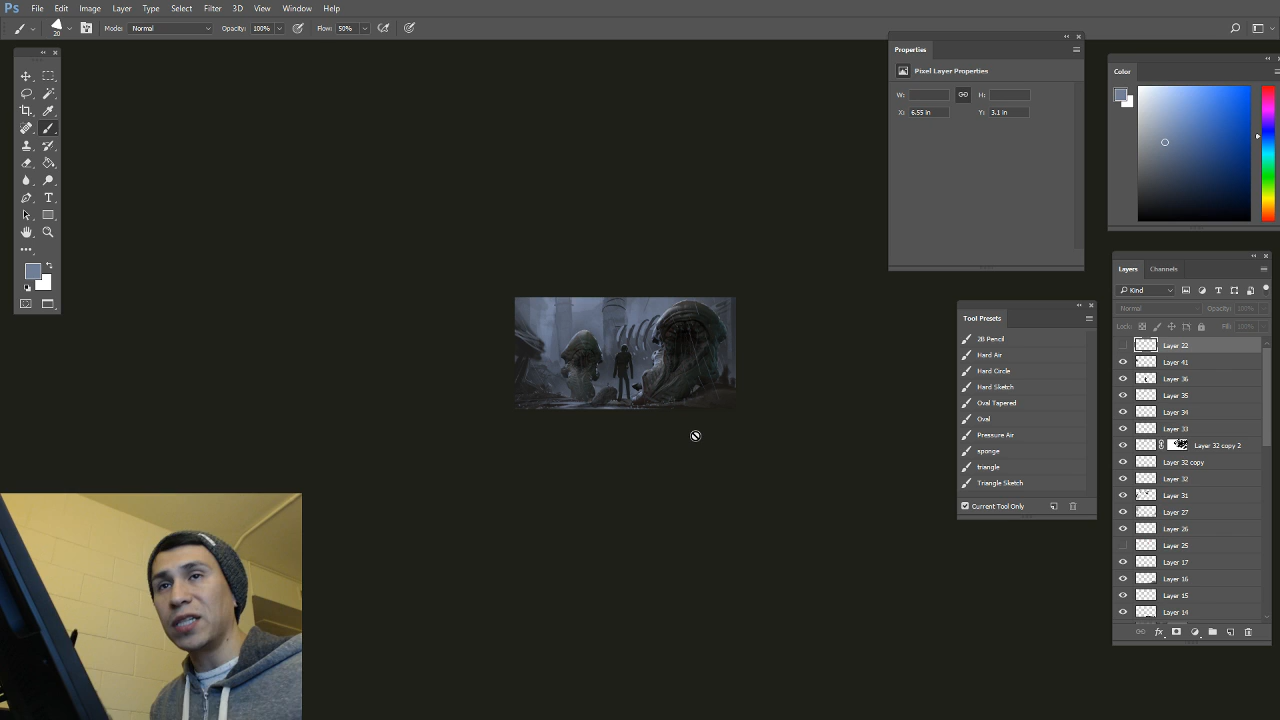 Ps File Edit Image Layer Type Select Filter 3D View Window Help
20 Mode: Normal Opacity: 100% Flow: 50%
Properties
Pixel Layer Properties
W: H:
X: 6.55 in Y: 3.1 in
Color
Layers Channels
Kind
Normal Opacity: 100%
Lock: Fill: 100%
Layer 22
Layer 41
Layer 36
Layer 35
Layer 34
Layer 33
Layer 32 copy 2
Layer 32 copy
Layer 32
Layer 31
Layer 27
Layer 26
Layer 25
Layer 17
Layer 16
Layer 15
Layer 14
Tool Presets
2B Pencil
Hard Air
Hard Circle
Hard Sketch
Oval Tapered
Oval
Pressure Air
sponge
triangle
Triangle Sketch
Current Tool Only